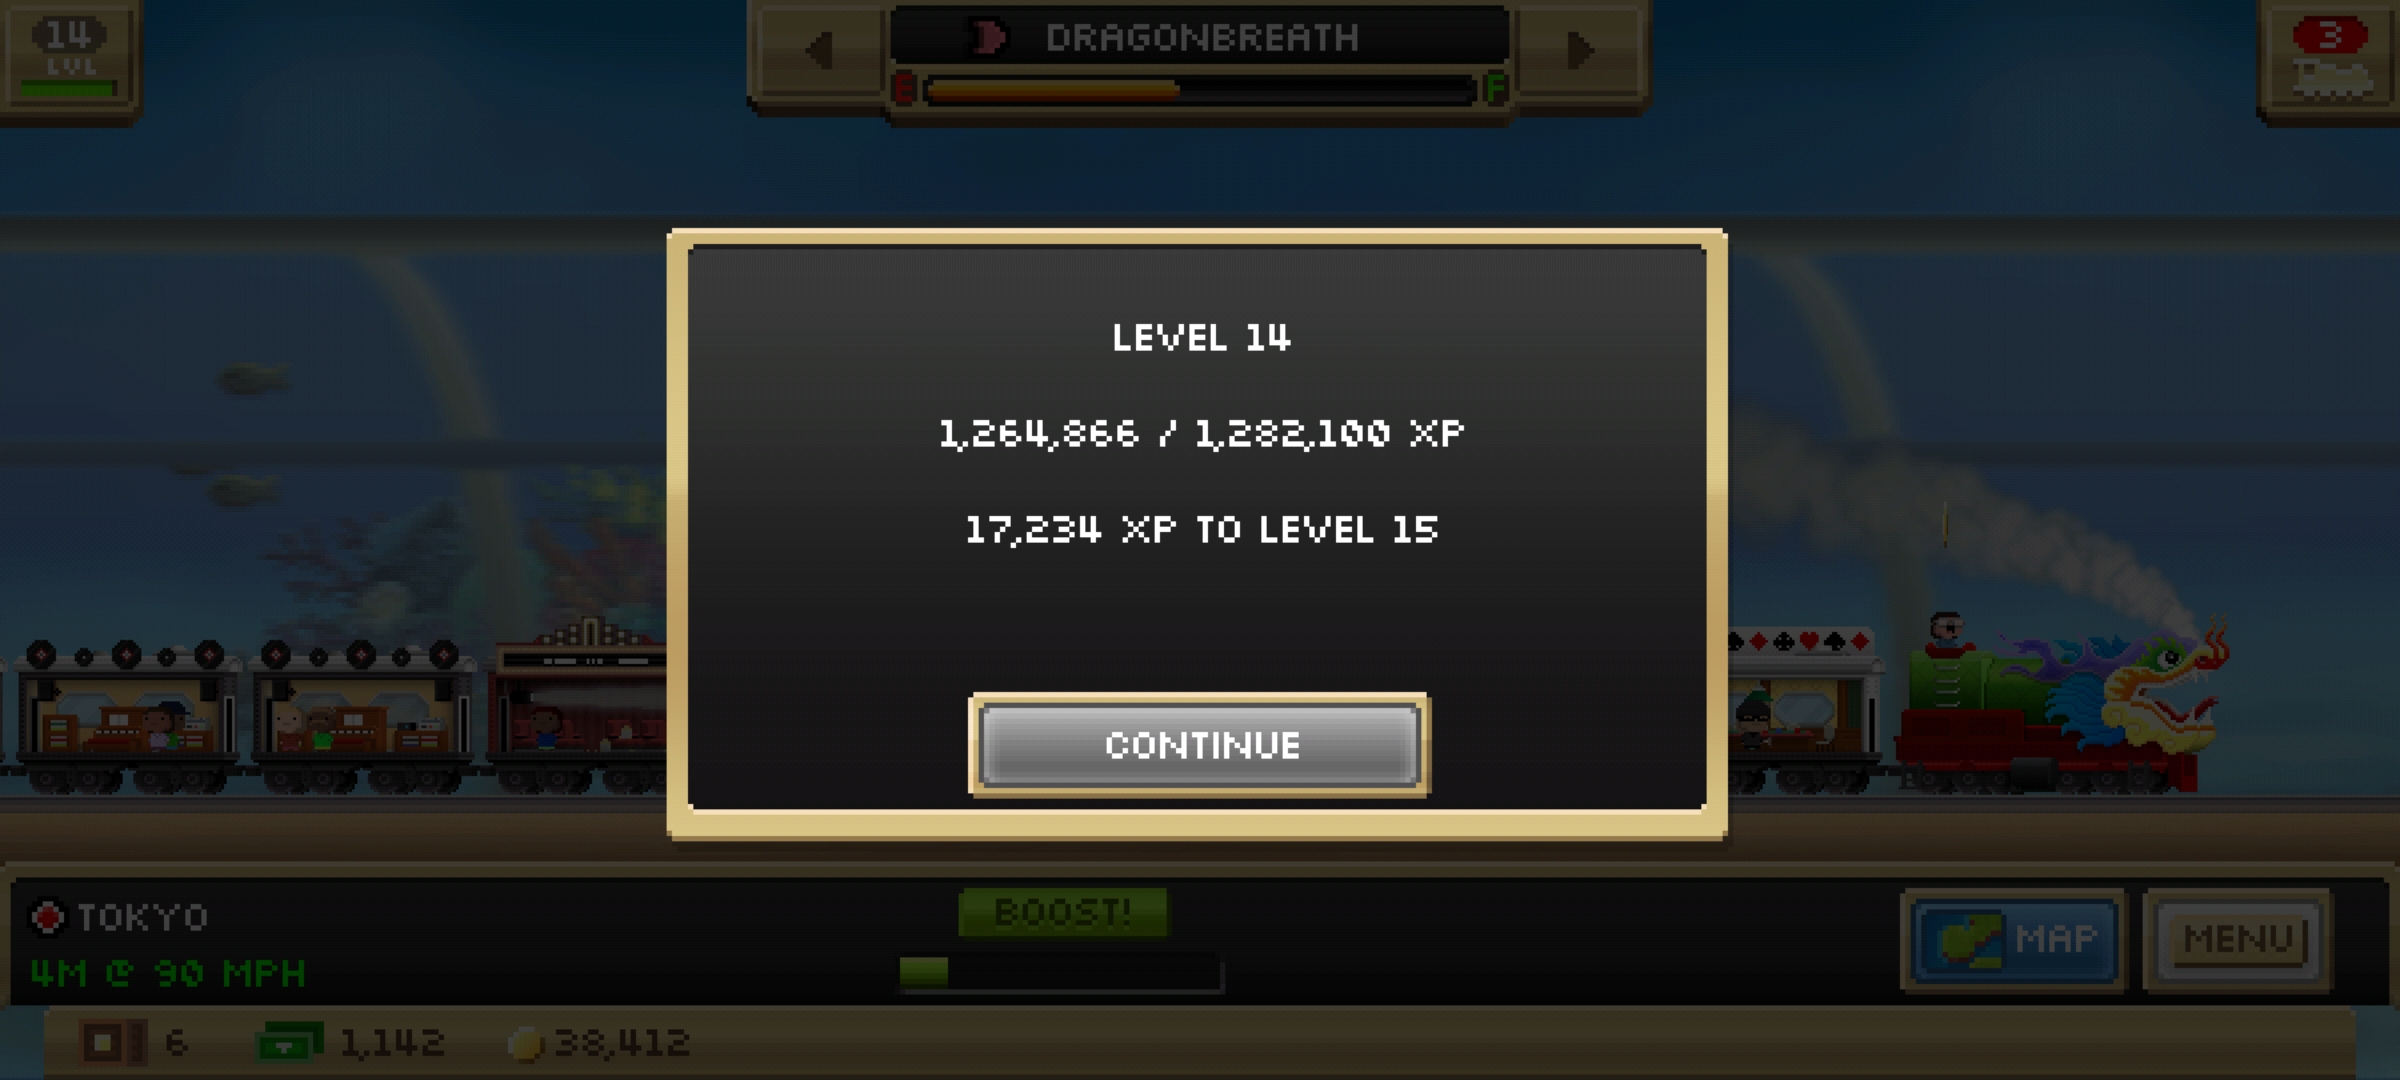 14
LVL
DRAGONBREATH
E F
3
LEVEL 14
1,264,866 / 1,282,100 XP
17,234 XP TO LEVEL 15
CONTINUE
TOKYO
4M @ 90 MPH
BOOST!
MAP
MENU
6 1,142 38,412